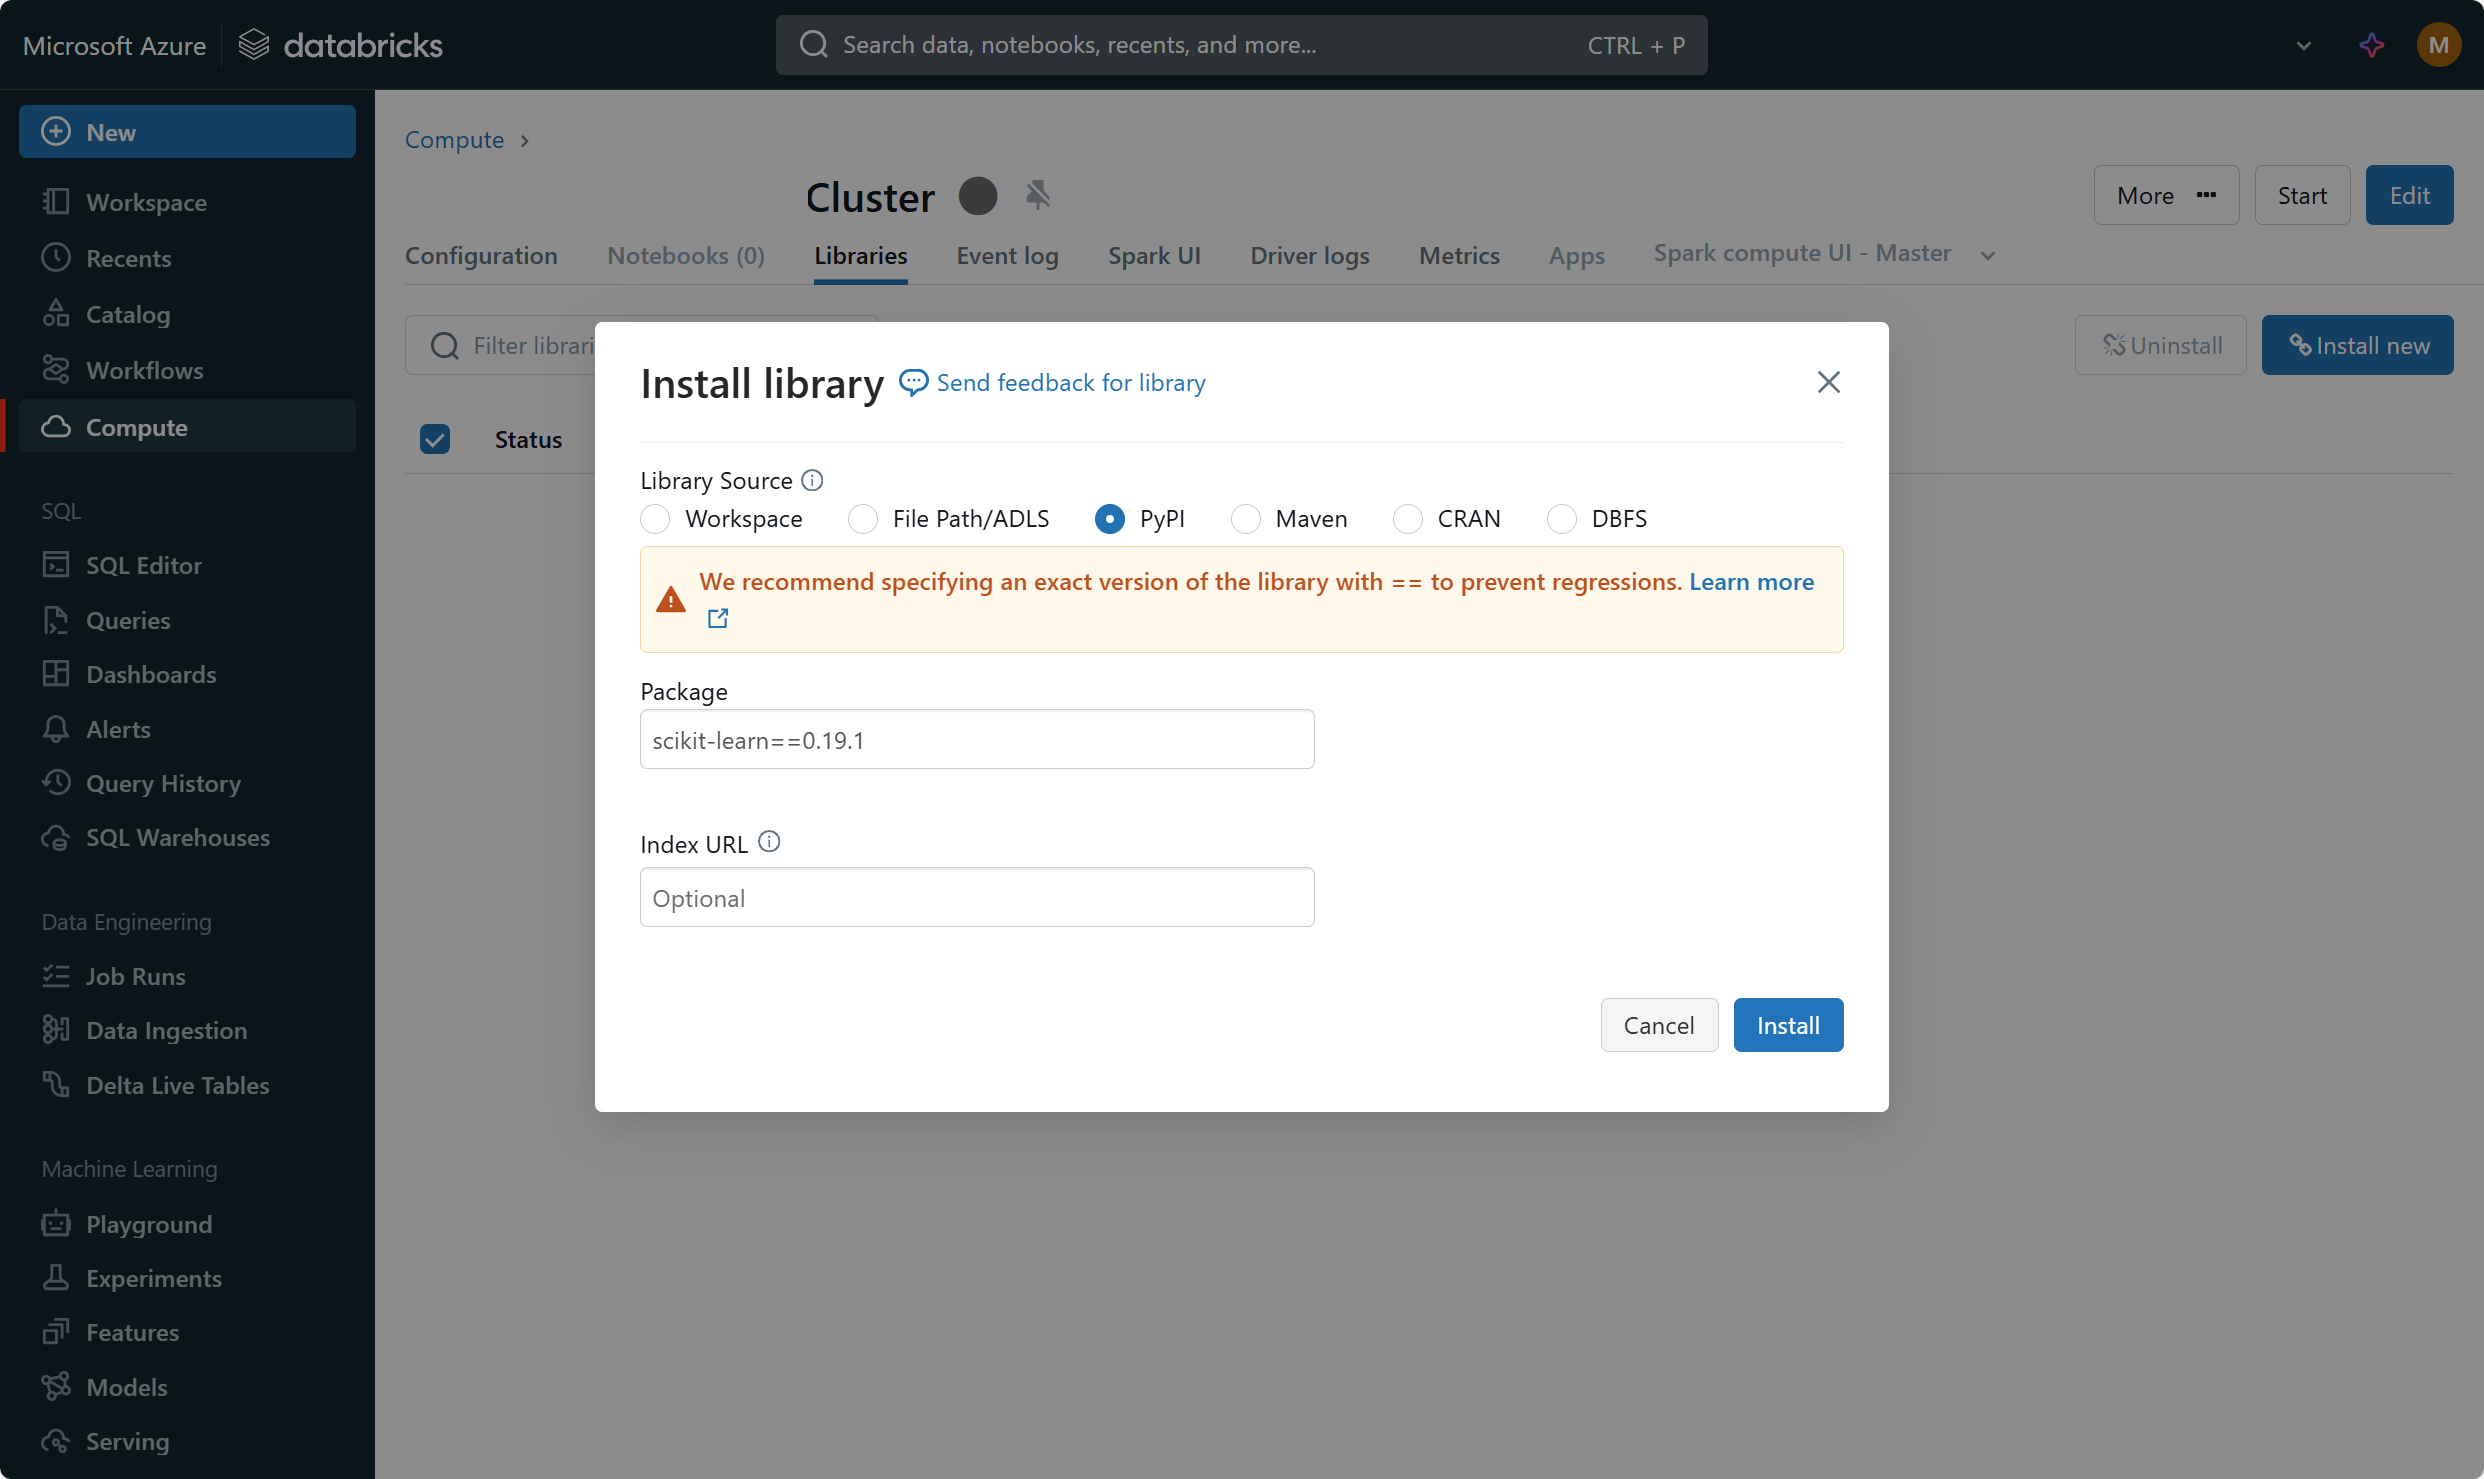 Microsoft Azure
databricks
Search data, notebooks, recents, and more...
CTRL + P
M
New
Workspace
Recents
Catalog
Workflows
Compute
SQL
SQL Editor
Queries
Dashboards
Alerts
Query History
SQL Warehouses
Data Engineering
Job Runs
Data Ingestion
Delta Live Tables
Machine Learning
Playground
Experiments
Features
Models
Serving
Compute
Cluster
More
Start
Edit
Configuration
Notebooks (0)
Libraries
Event log
Spark UI
Driver logs
Metrics
Apps
Spark compute UI - Master
Filter librari
Uninstall
Install new
Status
Install library
Send feedback for library
Library Source
Workspace
File Path/ADLS
PyPI
Maven
CRAN
DBFS
We recommend specifying an exact version of the library with == to prevent regressions. Learn more
Package
scikit-learn==0.19.1
Index URL
Optional
Cancel
Install